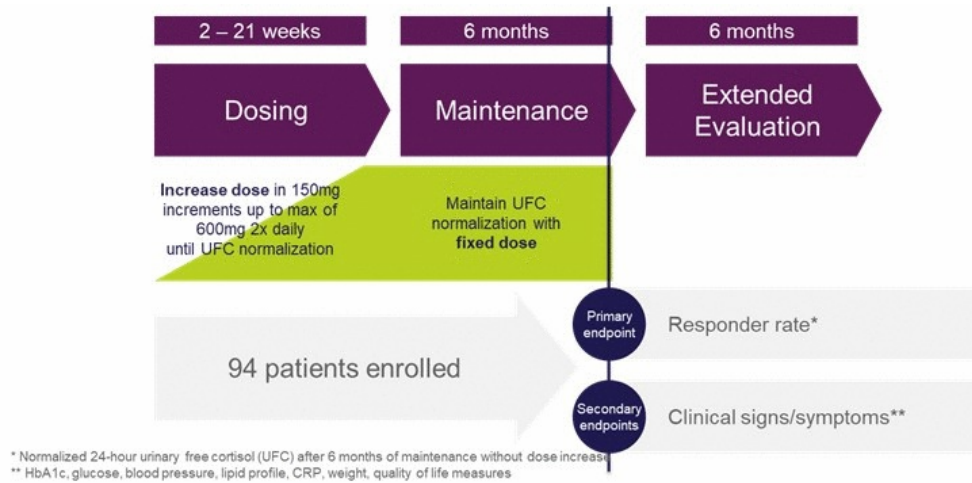 2 – 21 weeks
6 months
6 months
Dosing
Maintenance
Extended
Evaluation
Increase dose in 150mg
increments up to max of
600mg 2x daily
until UFC normalization
Maintain UFC
normalization with
fixed dose
94 patients enrolled
Primary
endpoint
Responder rate*
Secondary
endpoints
Clinical signs/symptoms**
* Normalized 24-hour urinary free cortisol (UFC) after 6 months of maintenance without dose increase
** HbA1c, glucose, blood pressure, lipid profile, CRP, weight, quality of life measures